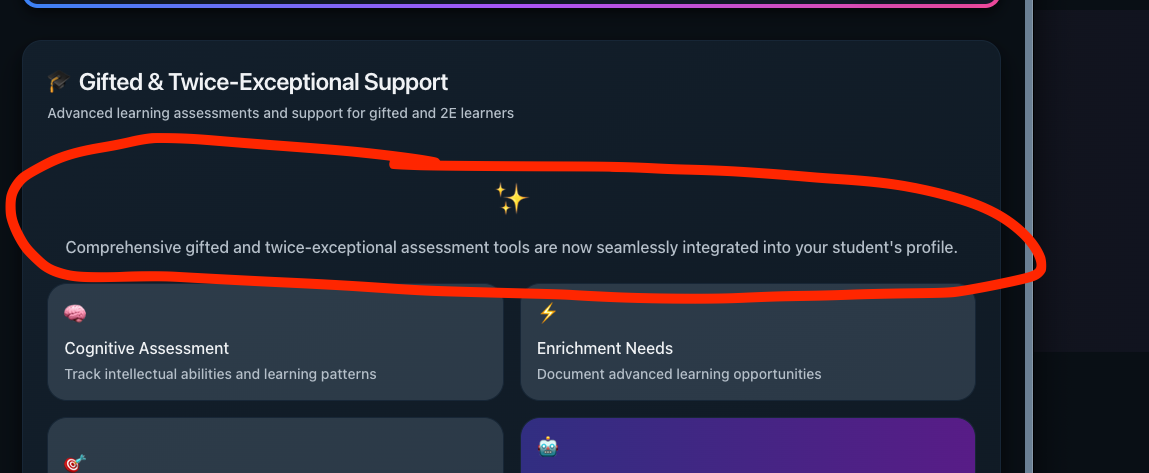 Gifted & Twice-Exceptional Support
Advanced learning assessments and support for gifted and 2E learners
Comprehensive gifted and twice-exceptional assessment tools are now seamlessly integrated into your student's profile.
Cognitive Assessment
Track intellectual abilities and learning patterns
Enrichment Needs
Document advanced learning opportunities